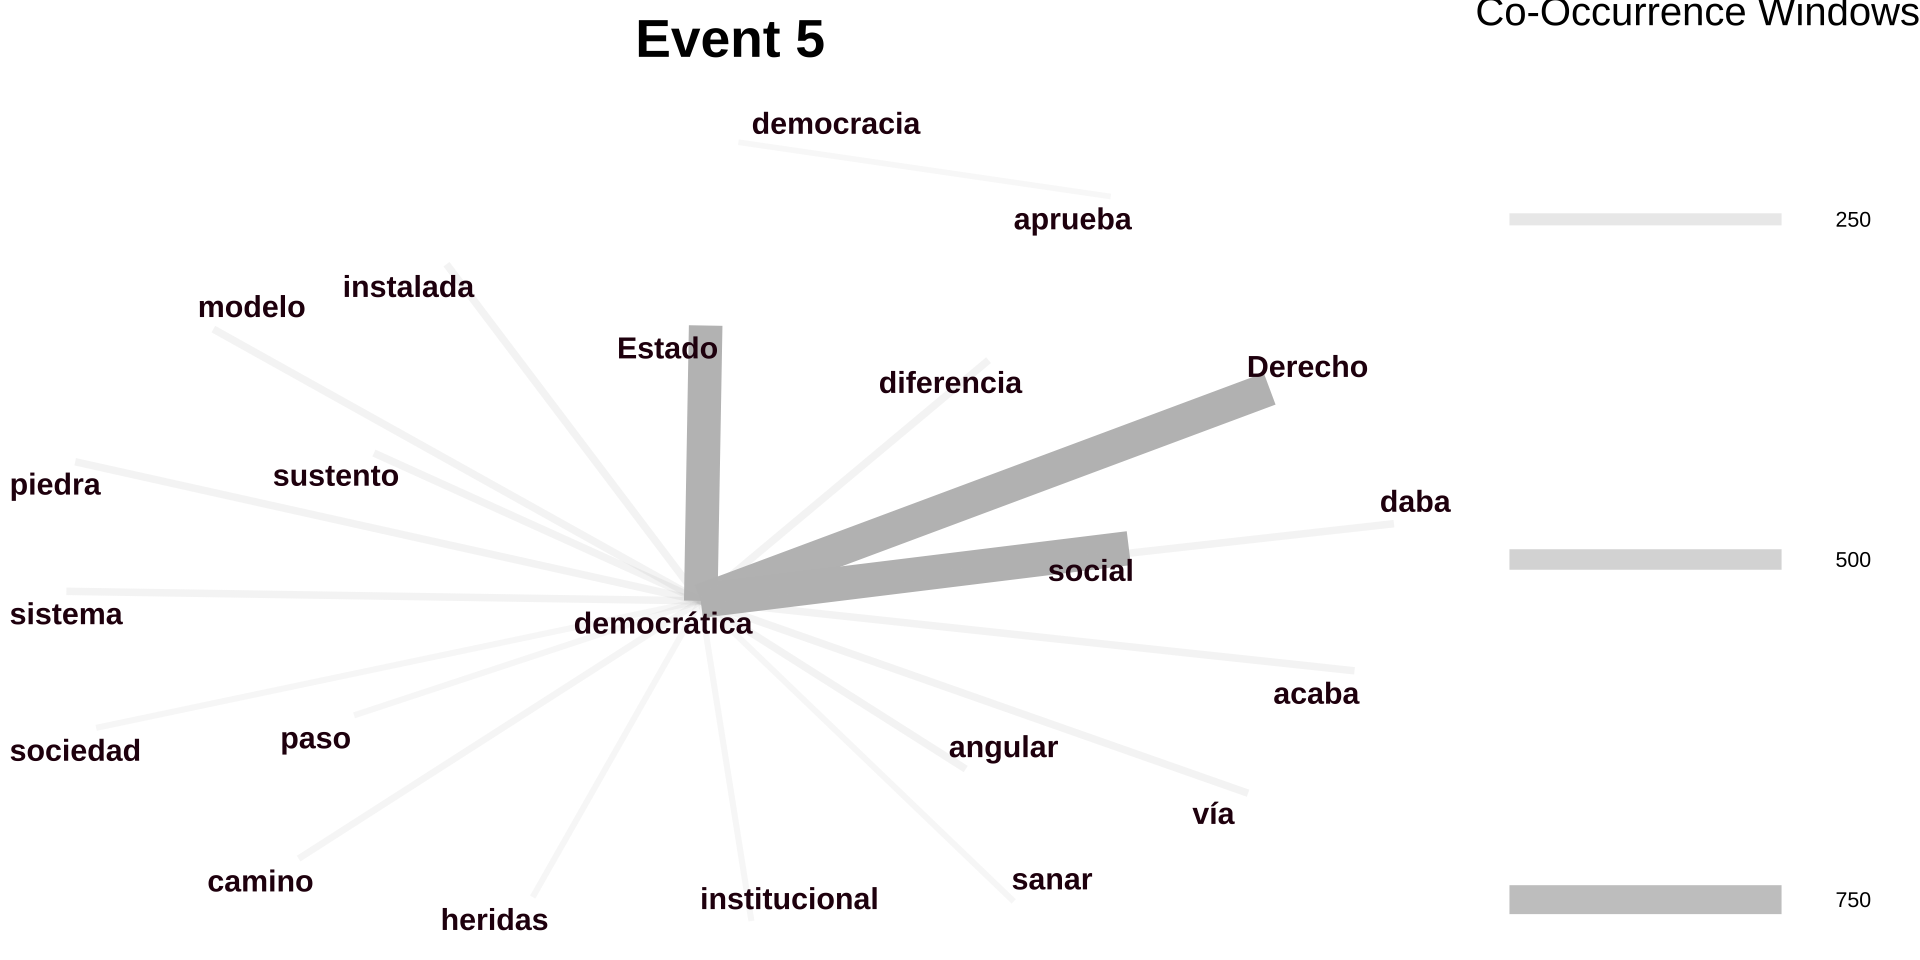 Co-Occurrence Windows
Event 5
democracia
aprueba
250
instalada
modelo
Estado
Derecho
diferencia
sustento
piedra
daba
500
social
sistema
democrática
acaba
paso
angular
sociedad
vía
sanar
camino
institucional
750
heridas